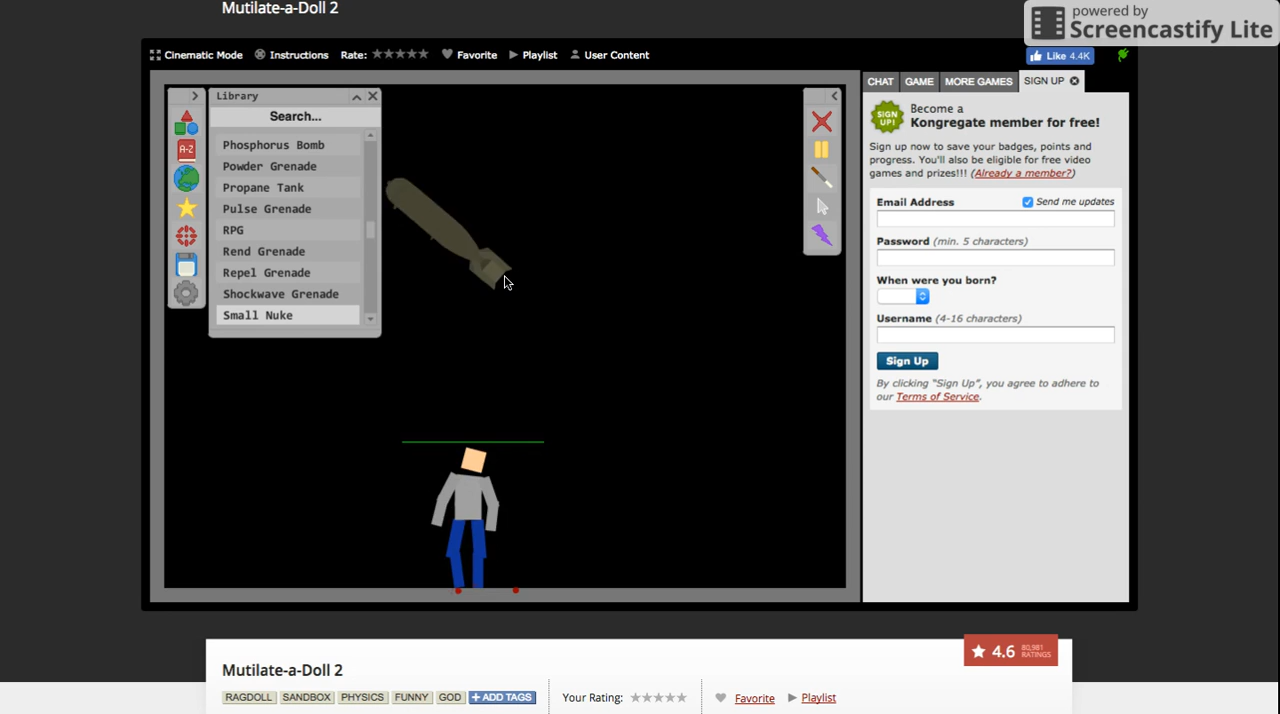 Mutilate-a-Doll 2
powered by
Screencastify Lite
Cinematic Mode Instructions Rate: Favorite Playlist User Content
Like 4.4K
Library
Search...
A-Z
Phosphorus Bomb
Powder Grenade
Propane Tank
Pulse Grenade
RPG
Rend Grenade
Repel Grenade
Shockwave Grenade
Small Nuke
CHAT GAME MORE GAMES SIGN UP
SIGN UP!
Become a
Kongregate member for free!
Sign up now to save your badges, points and
progress. You'll also be eligible for free video
games and prizes!!! (Already a member?)
Email Address Send me updates
Password (min. 5 characters)
When were you born?
Username (4-16 characters)
Sign Up
By clicking "Sign Up", you agree to adhere to
our Terms of Service.
4.6 80,981 RATINGS
Mutilate-a-Doll 2
RAGDOLL SANDBOX PHYSICS FUNNY GOD + ADD TAGS Your Rating: Favorite Playlist